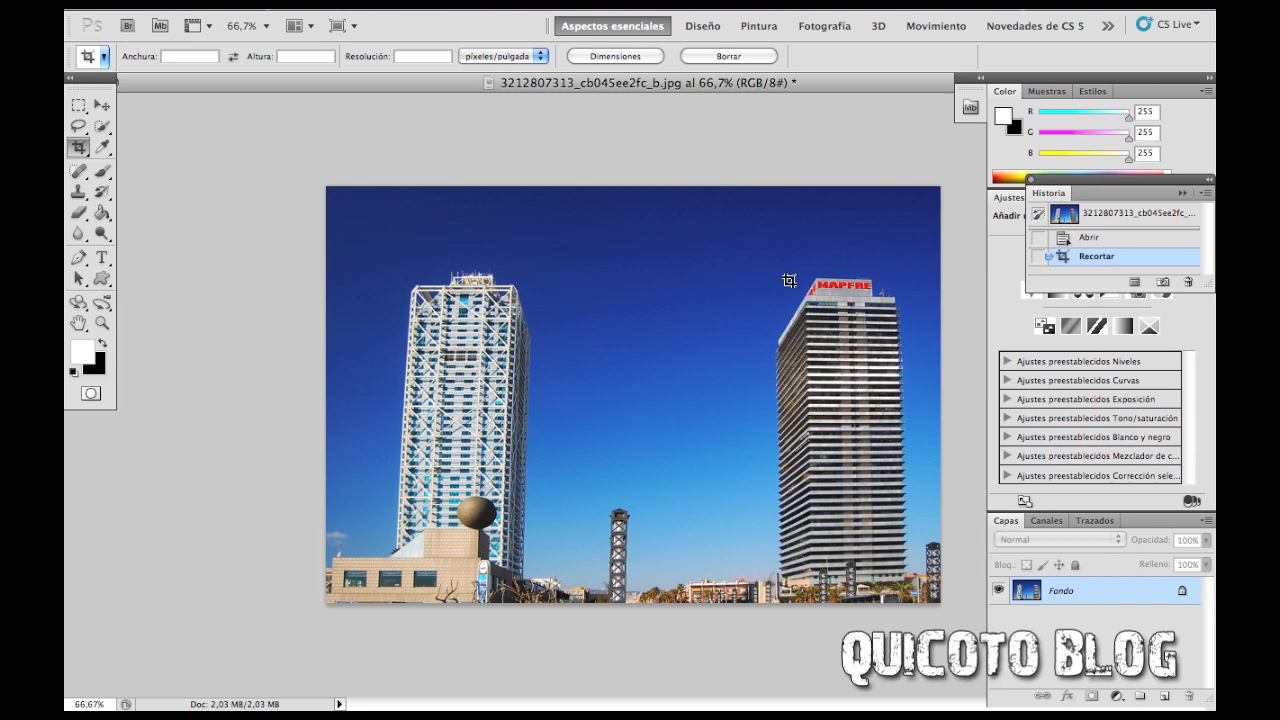 Ps Br Mb 66,7% Aspectos esenciales Diseño Pintura Fotografía 3D Movimiento Novedades de CS 5 CS Live
Anchura: Altura: Resolución: píxeles/pulgada Dimensiones Borrar
3212807313_cb045ee2fc_b.jpg al 66,7% (RGB/8#) *
Mb
Color Muestras Estilos
R 255
G 255
B 255
Historia
Ajustes
3212807313_cb045ee2fc_...
Añadir
Abrir
Recortar
MAPFRE
T
Ajustes preestablecidos Niveles
Ajustes preestablecidos Curvas
Ajustes preestablecidos Exposición
Ajustes preestablecidos Tono/saturación
Ajustes preestablecidos Blanco y negro
Ajustes preestablecidos Mezclador de c...
Ajustes preestablecidos Corrección sele...
Capas Canales Trazados
Normal Opacidad: 100%
Bloq.: Relleno: 100%
Fondo
QUICOTO BLOG
fx
66,67% Doc: 2,03 MB/2,03 MB